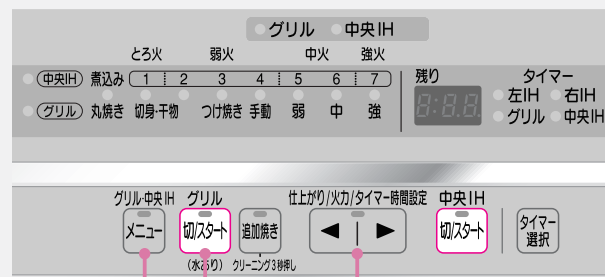 グリル 中央IH
とろ火 弱火 中火 強火
中央IH 煮込み 1 2 3 4 5 6 7
グリル 丸焼き 切身・干物 つけ焼き 手動 弱 中 強
残り タイマー
8:8.8. 左IH 右IH
グリル 中央IH
グリル・中央IH グリル 仕上がり/火力/タイマー時間設定 中央IH
メニュー 切/スタート 追加焼き ◀ ▶ 切/スタート タイマー
選択
(水あり) クリーニング3秒押し